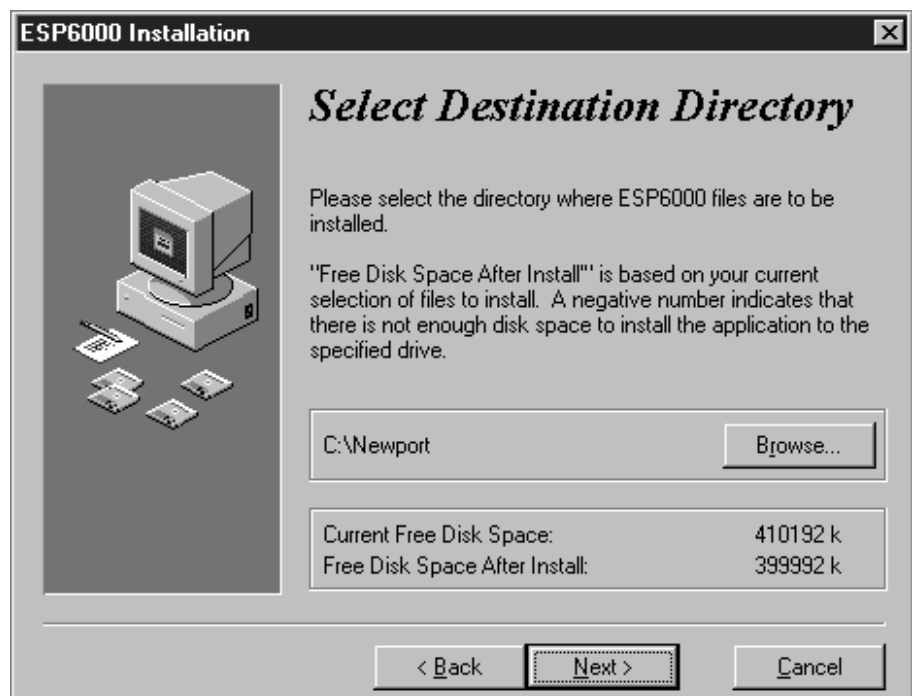 ESP6000 Installation
Select Destination Directory
Please select the directory where ESP6000 files are to be
installed.
"Free Disk Space After Install'" is based on your current
selection of files to install. A negative number indicates that
there is not enough disk space to install the application to the
specified drive.
C:\Newport
Browse...
Current Free Disk Space: 410192 k
Free Disk Space After Install: 399992 k
< Back
Next >
Cancel